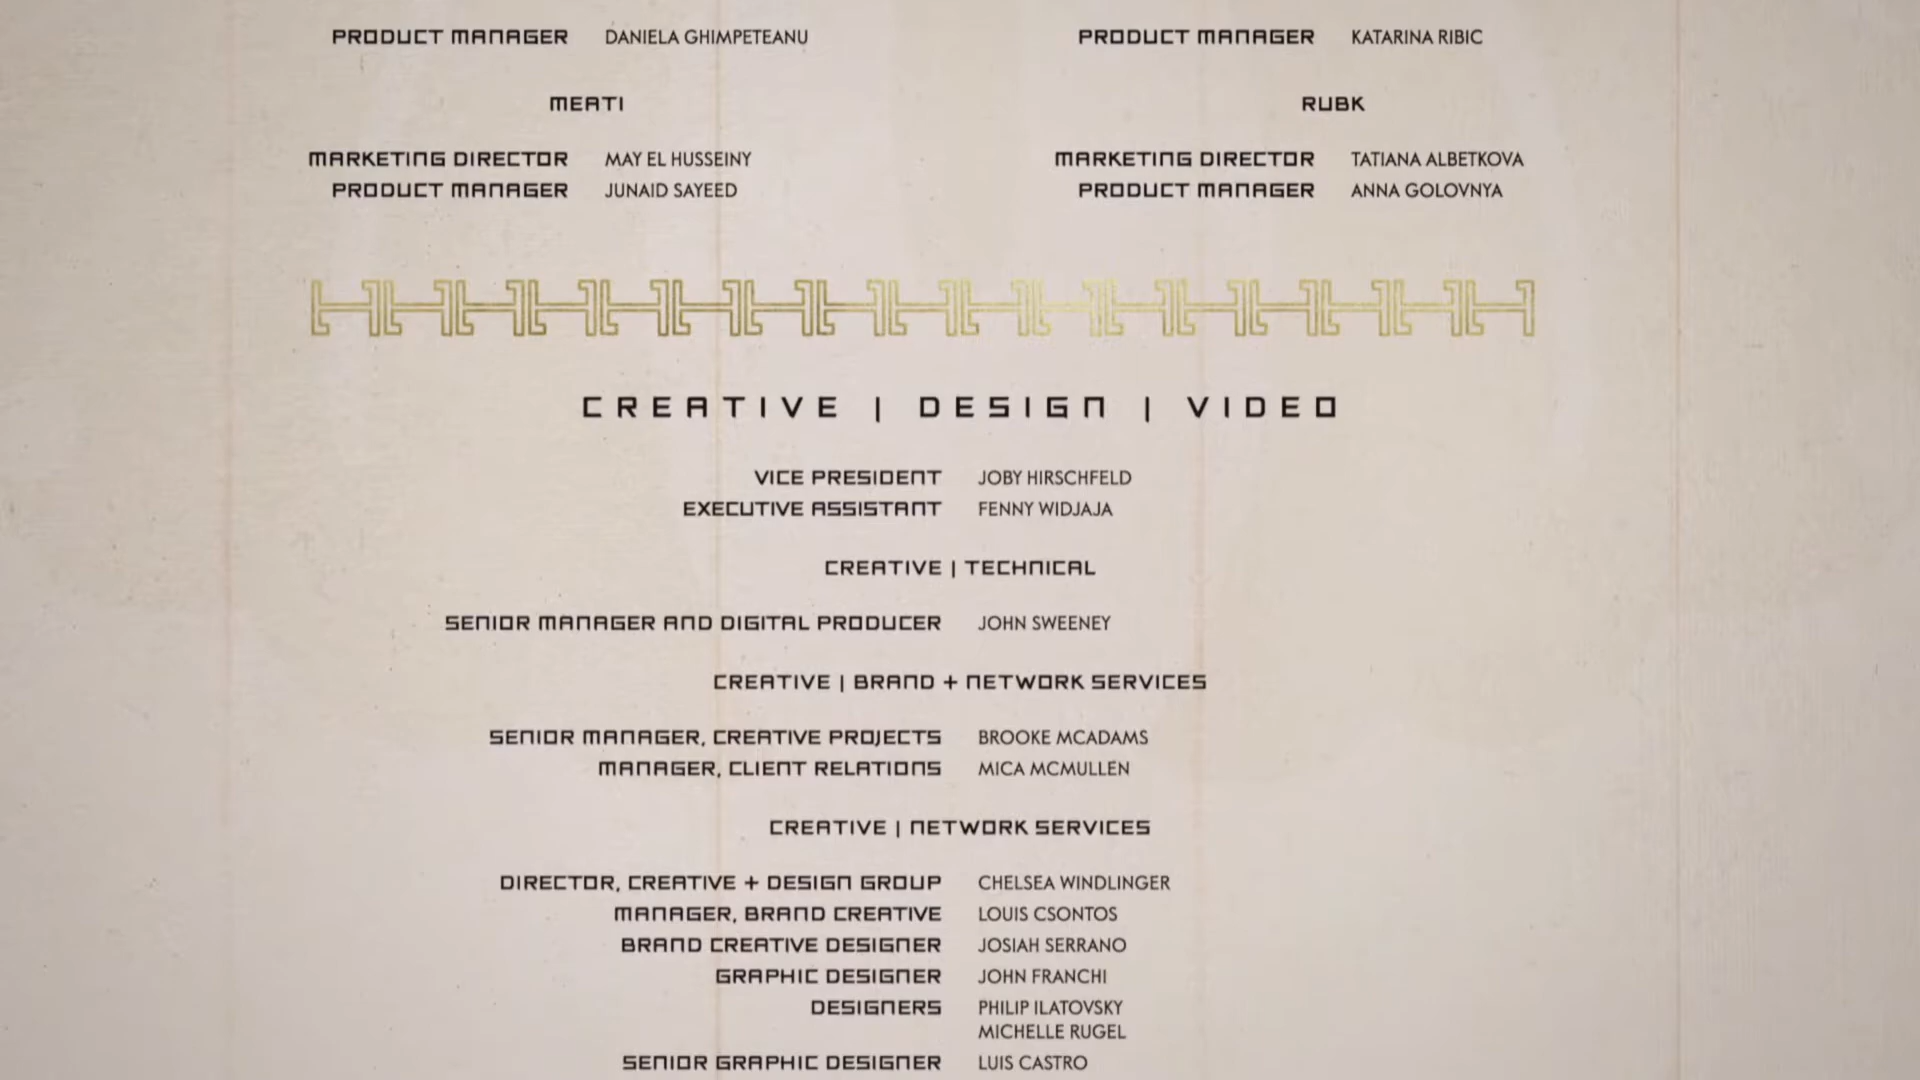 PRODUCT MANAGER DANIELA GHIMPETEANU
MEATI
MARKETING DIRECTOR MAY EL HUSSEINY
PRODUCT MANAGER JUNAID SAYEED
PRODUCT MANAGER KATARINA RIBIC
RUBK
MARKETING DIRECTOR TATIANA ALBETKOVA
PRODUCT MANAGER ANNA GOLOVNYA
CREATIVE | DESIGN | VIDEO
VICE PRESIDENT JOBY HIRSCHFELD
EXECUTIVE ASSISTANT FENNY WIDJAJA
CREATIVE | TECHNICAL
SENIOR MANAGER AND DIGITAL PRODUCER JOHN SWEENEY
CREATIVE | BRAND + NETWORK SERVICES
SENIOR MANAGER, CREATIVE PROJECTS BROOKE MCADAMS
MANAGER, CLIENT RELATIONS MICA MCMULLEN
CREATIVE | NETWORK SERVICES
DIRECTOR, CREATIVE + DESIGN GROUP CHELSEA WINDLINGER
MANAGER, BRAND CREATIVE LOUIS CSONTOS
BRAND CREATIVE DESIGNER JOSIAH SERRANO
GRAPHIC DESIGNER JOHN FRANCHI
DESIGNERS PHILIP ILATOVSKY
MICHELLE RUGEL
SENIOR GRAPHIC DESIGNER LUIS CASTRO